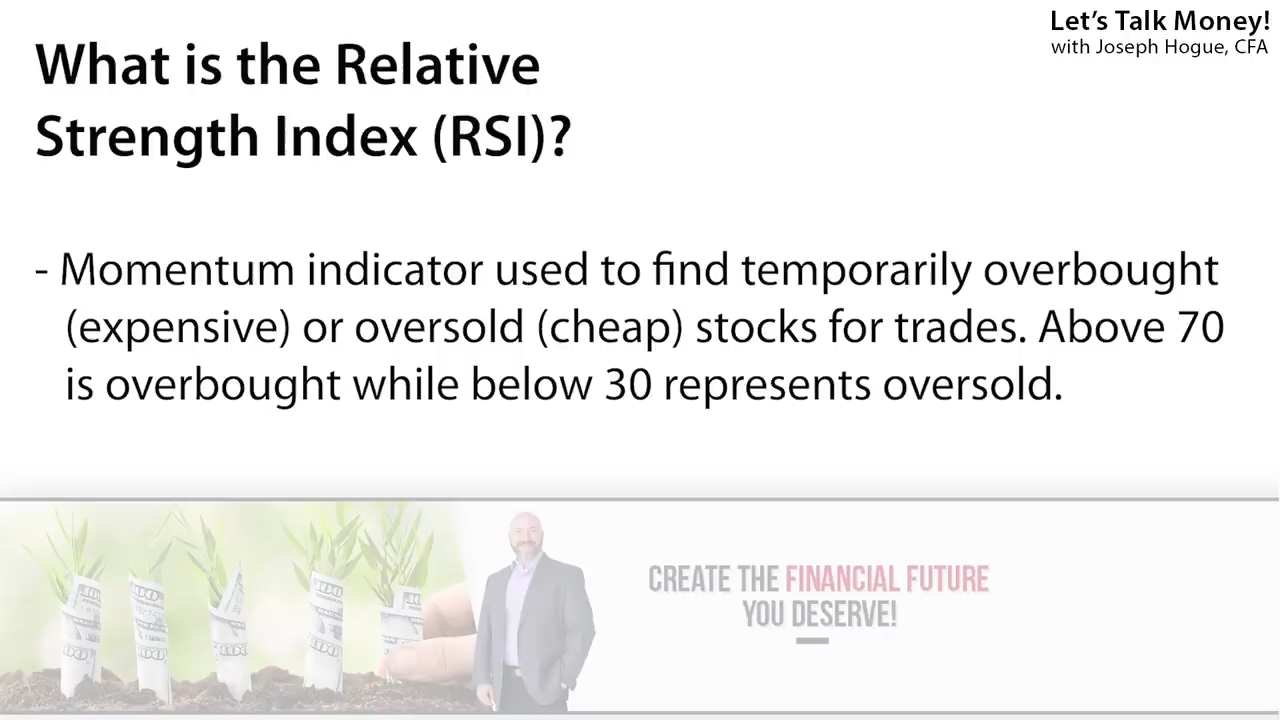 Let's Talk Money!
with Joseph Hogue, CFA
What is the Relative
Strength Index (RSI)?
- Momentum indicator used to find temporarily overbought
(expensive) or oversold (cheap) stocks for trades. Above 70
is overbought while below 30 represents oversold.
CREATE THE FINANCIAL FUTURE
YOU DESERVE!